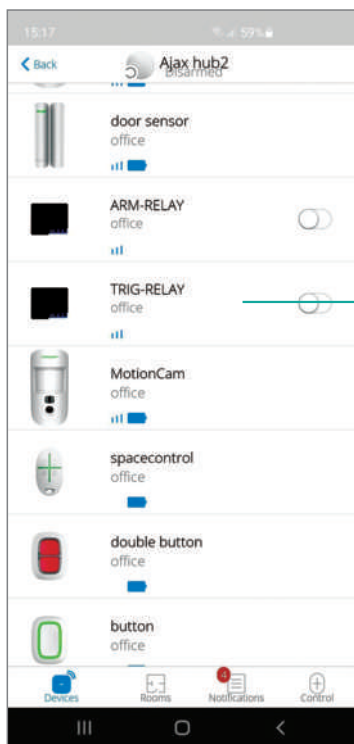 15:17
59%
Back
Ajax hub2
Disarmed
door sensor
office
ARM-RELAY
office
TRIG-RELAY
office
MotionCam
office
spacecontrol
office
double button
office
button
office
4
Devices
Rooms
Notifications
Control